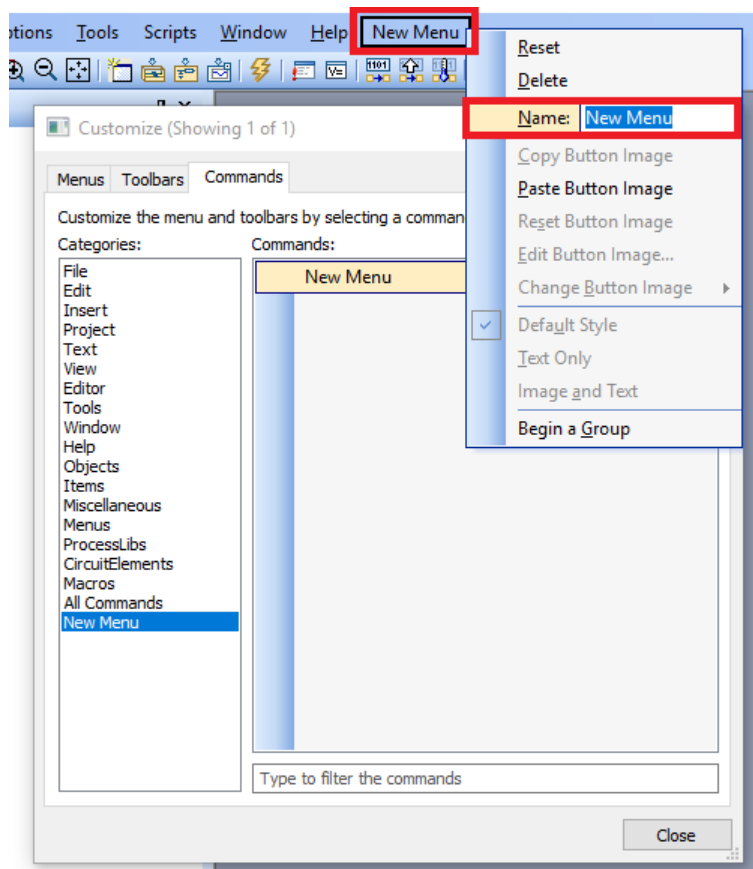 otions Tools Scripts Window Help New Menu
Reset
Delete
Name: New Menu
Copy Button Image
Paste Button Image
Reset Button Image
Edit Button Image...
Change Button Image
Default Style
Text Only
Image and Text
Begin a Group
Customize (Showing 1 of 1)
Menus Toolbars Commands
Customize the menu and toolbars by selecting a comman
Categories:
Commands:
File
Edit
Insert
Project
Text
View
Editor
Tools
Window
Help
Objects
Items
Miscellaneous
Menus
ProcessLibs
CircuitElements
Macros
All Commands
New Menu
New Menu
Type to filter the commands
Close